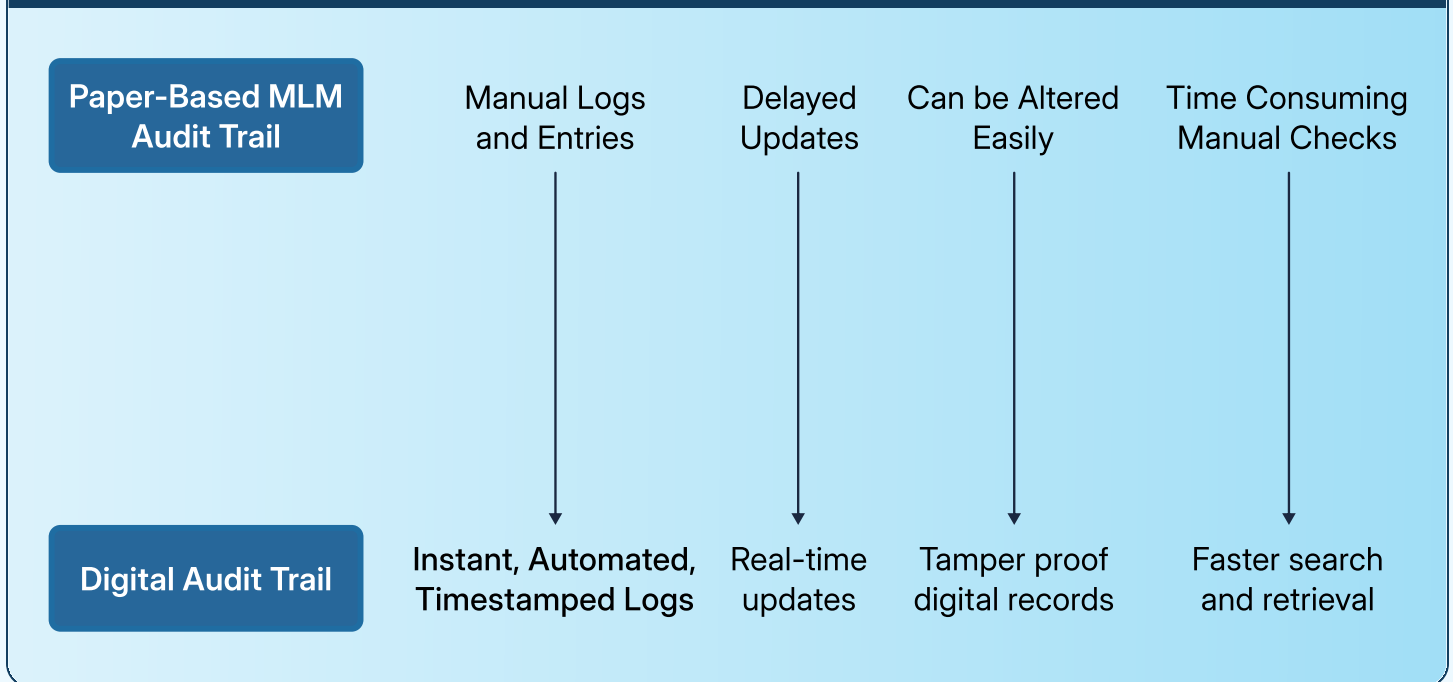 Paper-Based MLM
Audit Trail
Manual Logs
and Entries
Delayed
Updates
Can be Altered
Easily
Time Consuming
Manual Checks
Digital Audit Trail
Instant, Automated,
Timestamped Logs
Real-time
updates
Tamper proof
digital records
Faster search
and retrieval